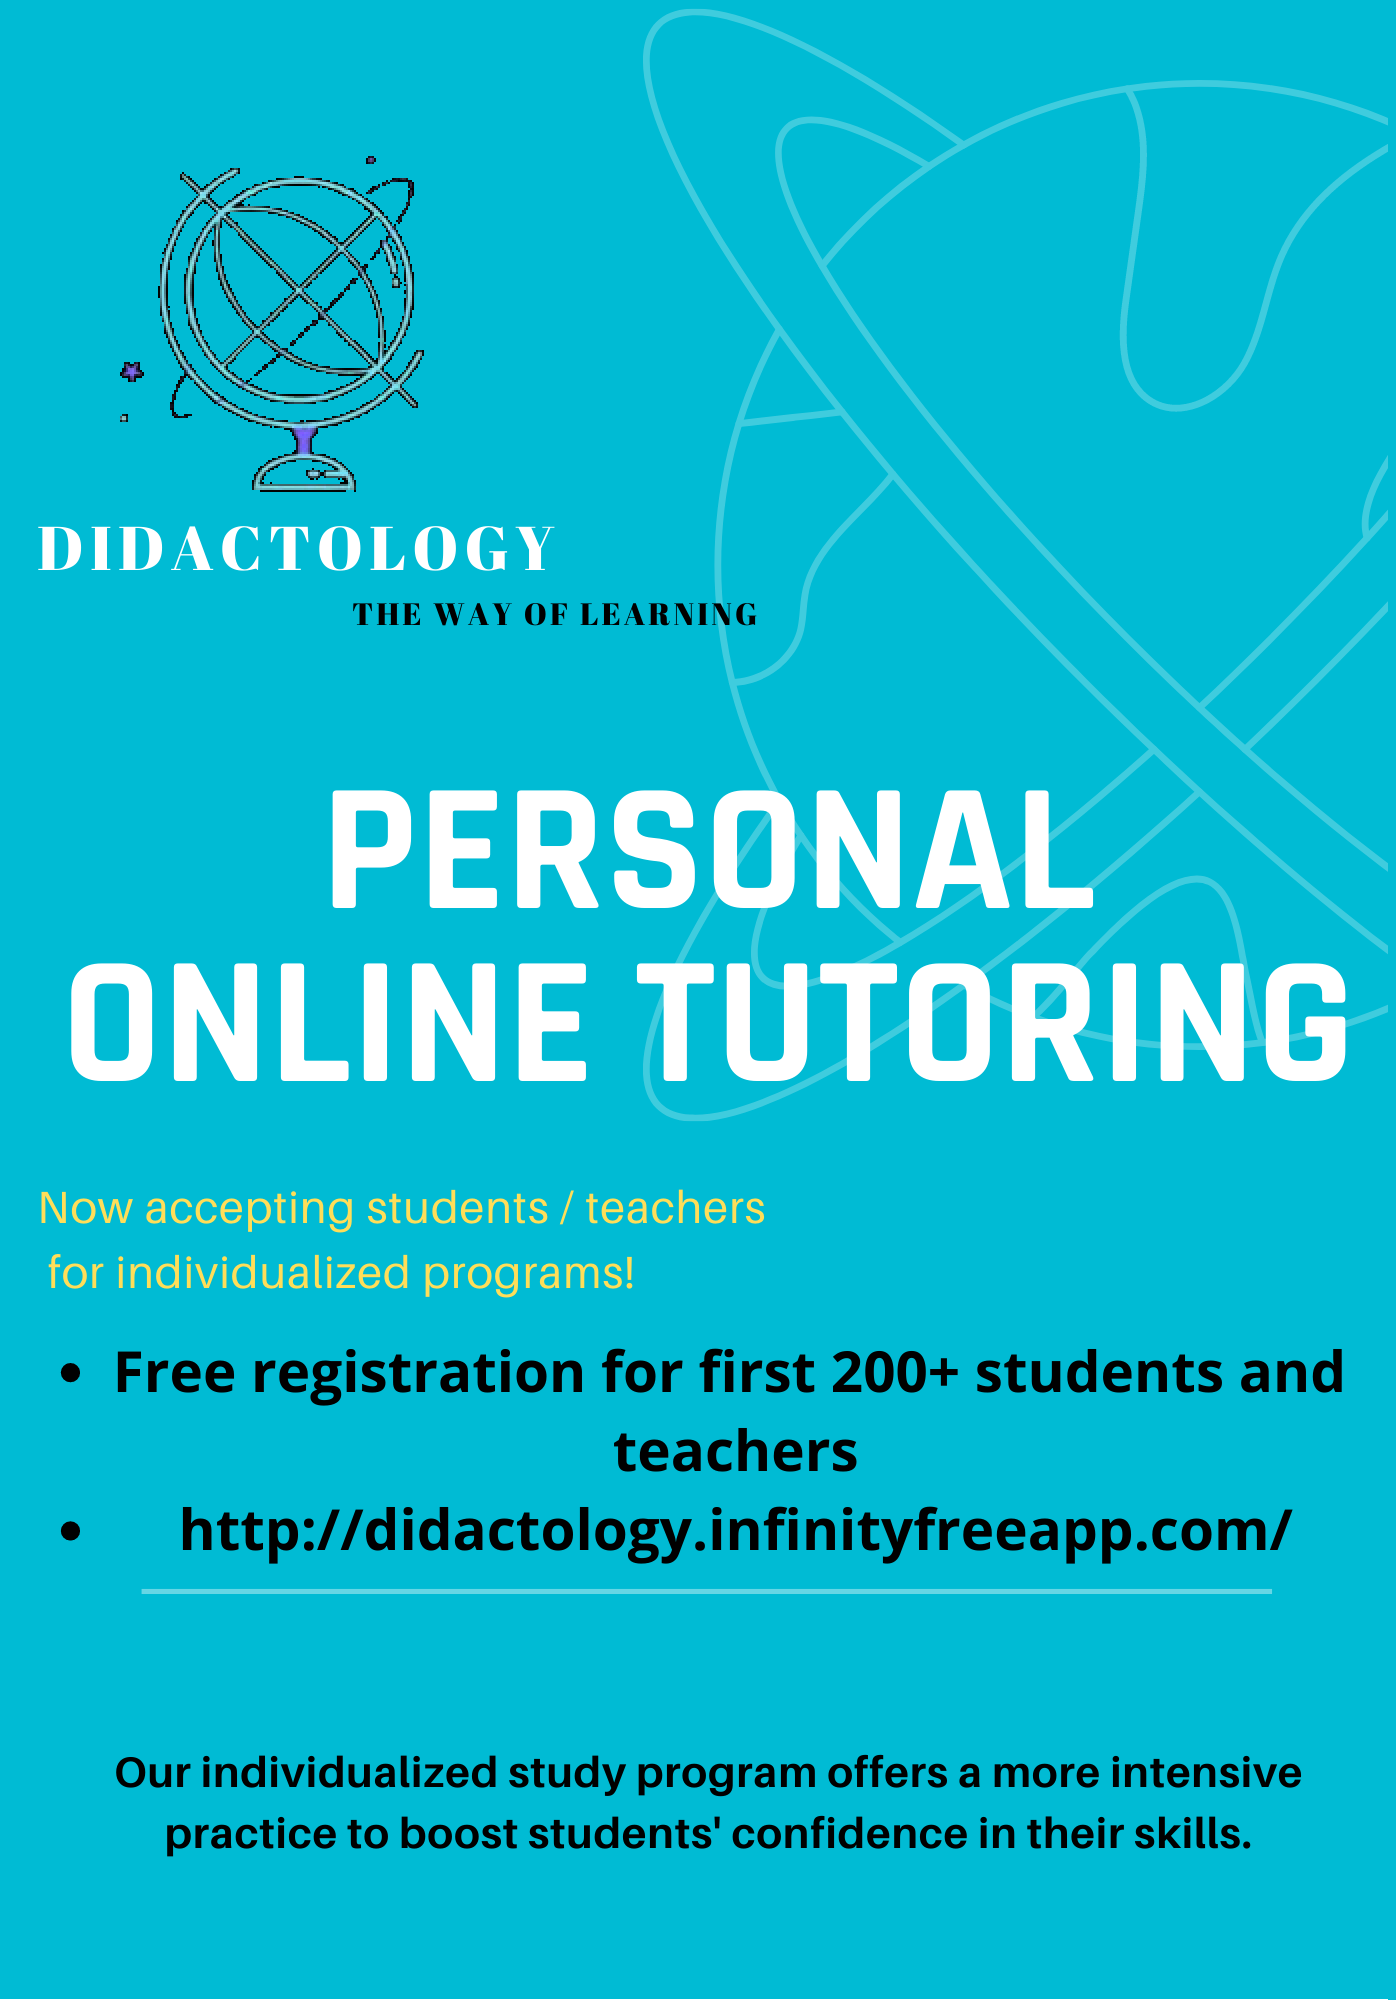 DIDACTOLOGY
THE WAY OF LEARNING
PERSONAL
ONLINE TUTORING
Now accepting students / teachers
for individualized programs!
• Free registration for first 200+ students and
teachers
• http://didactology.infinityfreeapp.com/
Our individualized study program offers a more intensive
practice to boost students' confidence in their skills.